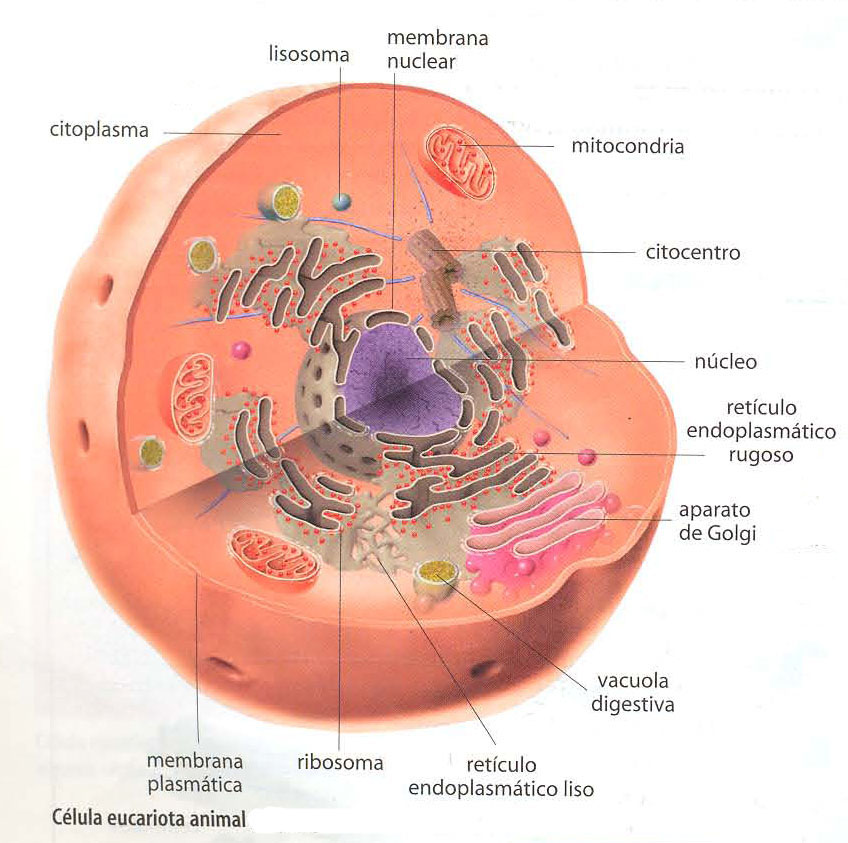 membrana
nuclear
lisosoma
citoplasma
mitocondria
citocentro
núcleo
retículo
endoplasmático
rugoso
aparato
de Golgi
vacuola
digestiva
membrana
plasmática
ribosoma
retículo
endoplasmático liso
Célula eucariota animal